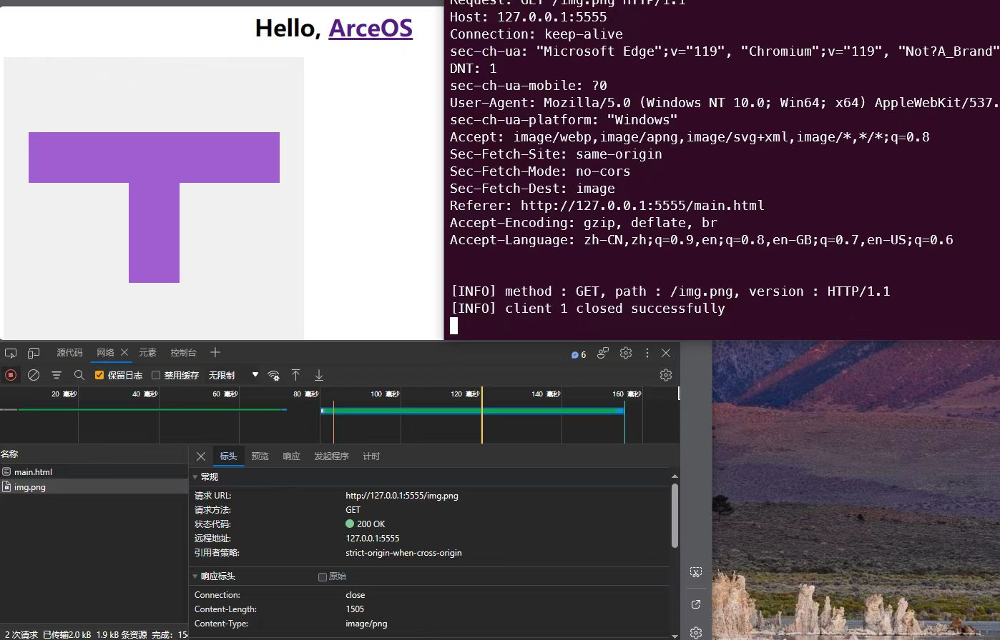 Hello, ArceOS
Request: GET /img.png HTTP/1.1
Host: 127.0.0.1:5555
Connection: keep-alive
sec-ch-ua: "Microsoft Edge";v="119", "Chromium";v="119", "Not?A_Brand"
DNT: 1
sec-ch-ua-mobile: ?0
User-Agent: Mozilla/5.0 (Windows NT 10.0; Win64; x64) AppleWebKit/537.
sec-ch-ua-platform: "Windows"
Accept: image/webp,image/apng,image/svg+xml,image/*,*/*;q=0.8
Sec-Fetch-Site: same-origin
Sec-Fetch-Mode: no-cors
Sec-Fetch-Dest: image
Referer: http://127.0.0.1:5555/main.html
Accept-Encoding: gzip, deflate, br
Accept-Language: zh-CN,zh;q=0.9,en;q=0.8,en-GB;q=0.7,en-US;q=0.6
[INFO] method : GET, path : /img.png, version : HTTP/1.1
[INFO] client 1 closed successfully
源代码 网络 元素 控制台 6
保留日志 禁用缓存 无限制
20 毫秒 40 毫秒 60 毫秒 80 毫秒 100 毫秒 120 毫秒 140 毫秒 160 毫秒
名称
main.html
img.png
标头 预览 响应 发起程序 计时
常规
请求 URL: http://127.0.0.1:5555/img.png
请求方法: GET
状态代码: 200 OK
远程地址: 127.0.0.1:5555
引用者策略: strict-origin-when-cross-origin
响应标头 原始
Connection: close
Content-Length: 1505
Content-Type: image/png
2 次请求 已传输2.0 kB 1.9 kB 条资源 完成: 154